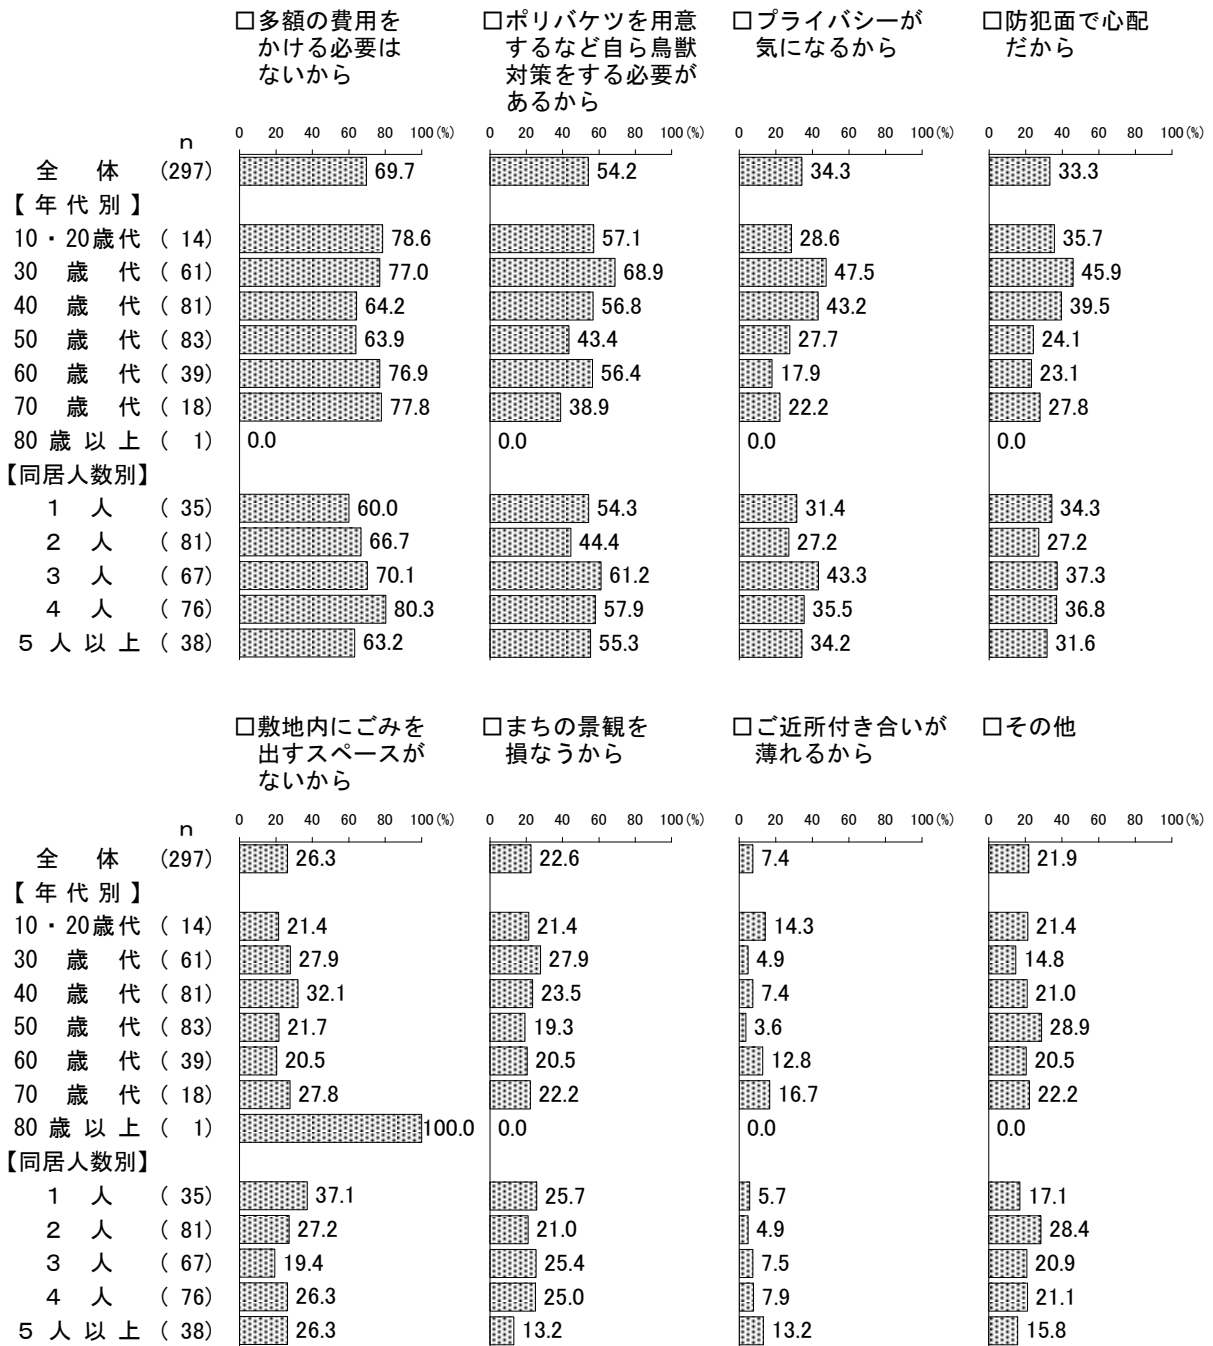 □多額の費用を
かける必要は
ないから
□ポリバケツを用意
するなど自ら鳥獣
対策をする必要が
あるから
□プライバシーが
気になるから
□防犯面で心配
だから
n 0 20 40 60 80 100(%) 0 20 40 60 80 100(%) 0 20 40 60 80 100(%) 0 20 40 60 80 100(%)
全体 (297) 69.7 54.2 34.3 33.3
【年代別】
10・20歳代 ( 14) 78.6 57.1 28.6 35.7
30歳代 ( 61) 77.0 68.9 47.5 45.9
40歳代 ( 81) 64.2 56.8 43.2 39.5
50歳代 ( 83) 63.9 43.4 27.7 24.1
60歳代 ( 39) 76.9 56.4 17.9 23.1
70歳代 ( 18) 77.8 38.9 22.2 27.8
80歳以上 ( 1) 0.0 0.0 0.0 0.0
【同居人数別】
1人 ( 35) 60.0 54.3 31.4 34.3
2人 ( 81) 66.7 44.4 27.2 27.2
3人 ( 67) 70.1 61.2 43.3 37.3
4人 ( 76) 80.3 57.9 35.5 36.8
5人以上 ( 38) 63.2 55.3 34.2 31.6
□敷地内にごみを
出すスペースが
ないから
□まちの景観を
損なうから
□ご近所付き合いが
薄れるから
□その他
n 0 20 40 60 80 100(%) 0 20 40 60 80 100(%) 0 20 40 60 80 100(%) 0 20 40 60 80 100(%)
全体 (297) 26.3 22.6 7.4 21.9
【年代別】
10・20歳代 ( 14) 21.4 21.4 14.3 21.4
30歳代 ( 61) 27.9 27.9 4.9 14.8
40歳代 ( 81) 32.1 23.5 7.4 21.0
50歳代 ( 83) 21.7 19.3 3.6 28.9
60歳代 ( 39) 20.5 20.5 12.8 20.5
70歳代 ( 18) 27.8 22.2 16.7 22.2
80歳以上 ( 1) 100.0 0.0 0.0 0.0
【同居人数別】
1人 ( 35) 37.1 25.7 5.7 17.1
2人 ( 81) 27.2 21.0 4.9 28.4
3人 ( 67) 19.4 25.4 7.5 20.9
4人 ( 76) 26.3 25.0 7.9 21.1
5人以上 ( 38) 26.3 13.2 13.2 15.8